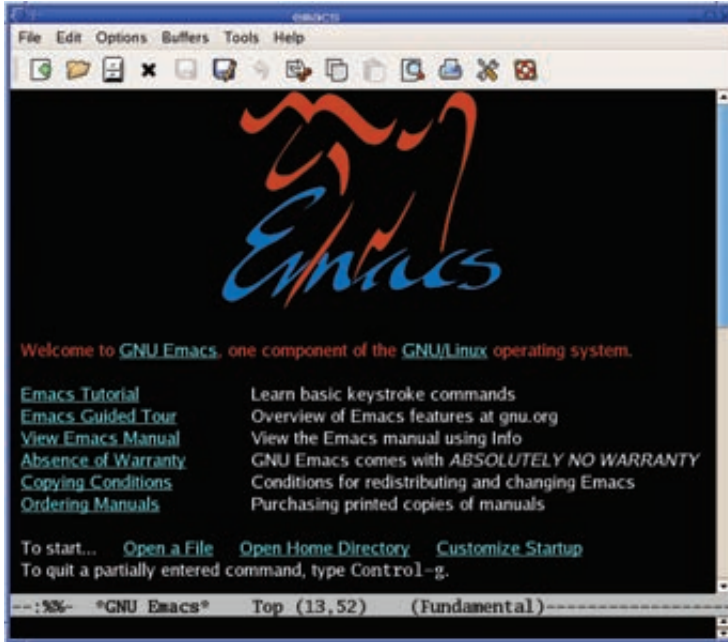 emacs
File Edit Options Buffers Tools Help
Emacs
Welcome to GNU Emacs, one component of the GNU/Linux operating system.
Emacs Tutorial Learn basic keystroke commands
Emacs Guided Tour Overview of Emacs features at gnu.org
View Emacs Manual View the Emacs manual using Info
Absence of Warranty GNU Emacs comes with ABSOLUTELY NO WARRANTY
Copying Conditions Conditions for redistributing and changing Emacs
Ordering Manuals Purchasing printed copies of manuals
To start... Open a File Open Home Directory Customize Startup
To quit a partially entered command, type Control-g.
--:%%- *GNU Emacs* Top (13,52) (Fundamental)------------------